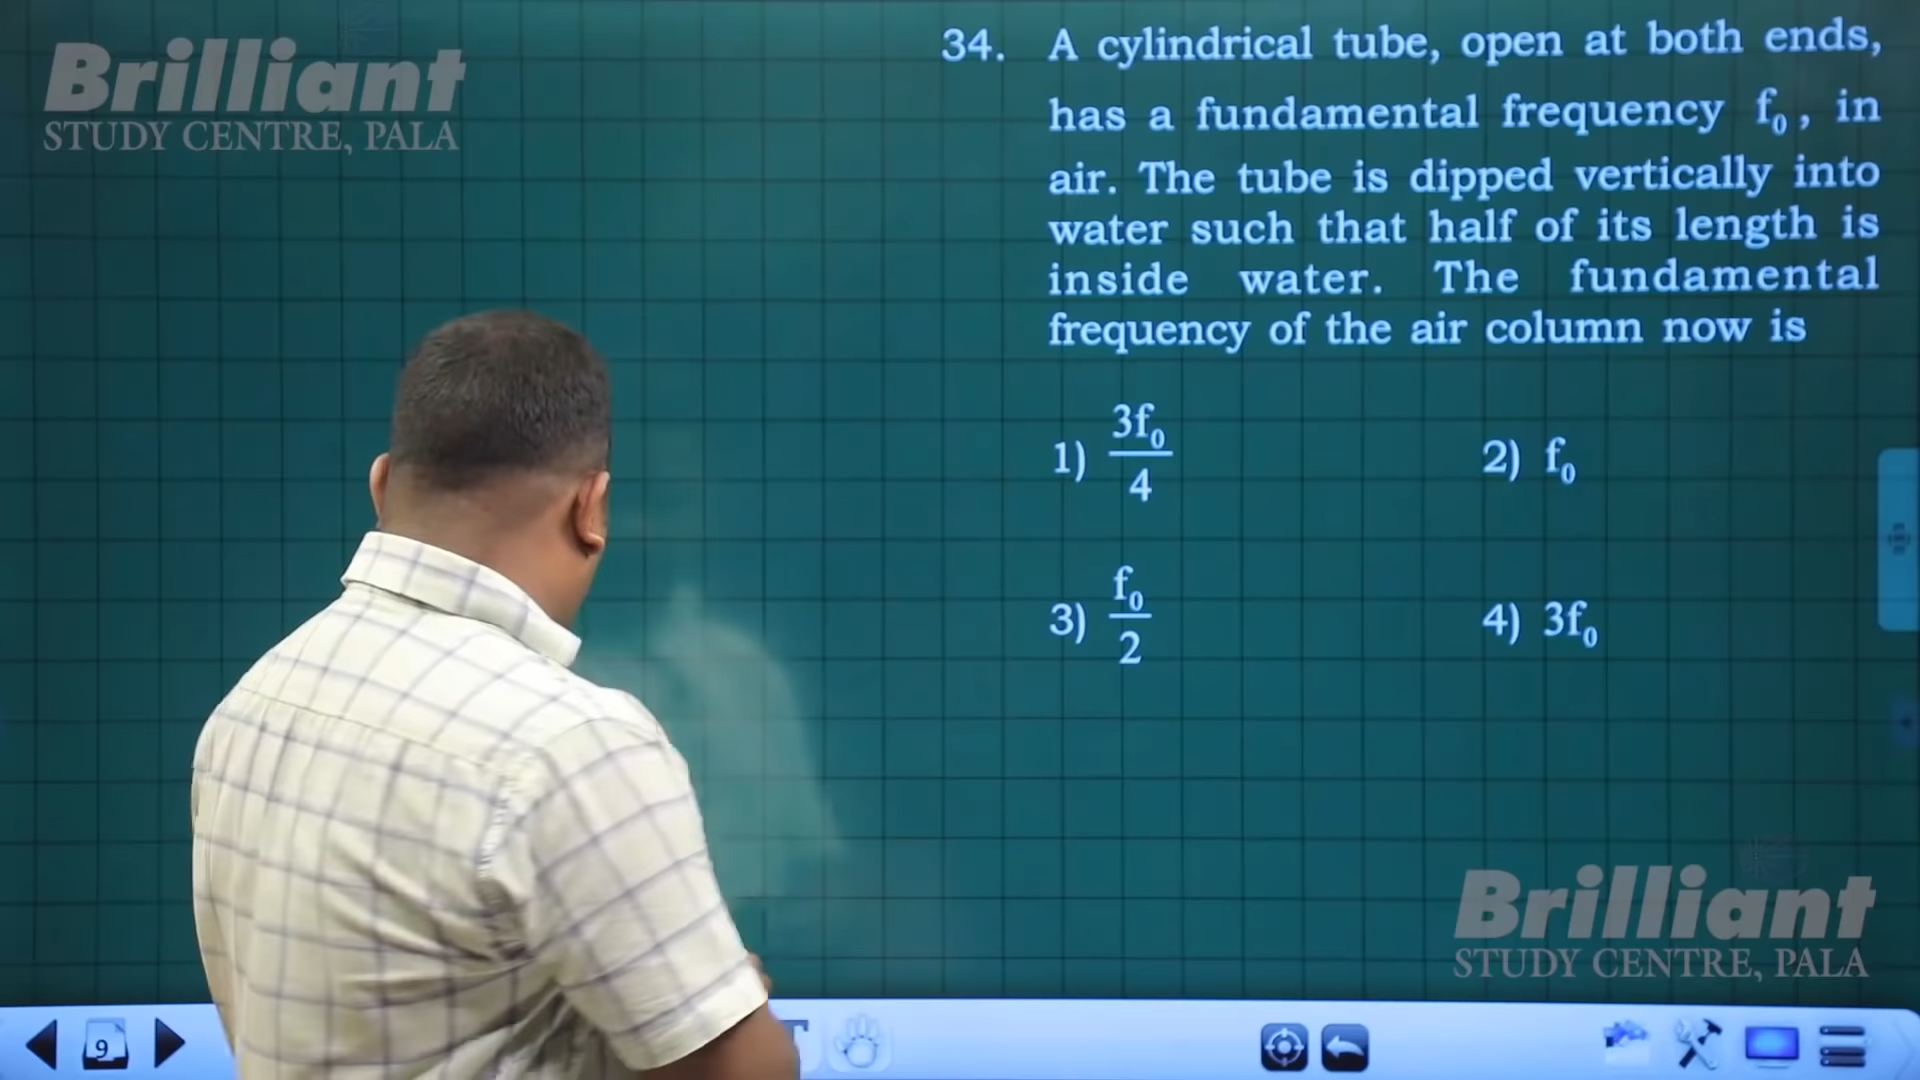 Brilliant
STUDY CENTRE, PALA
34. A cylindrical tube, open at both ends,
has a fundamental frequency f₀, in
air. The tube is dipped vertically into
water such that half of its length is
inside water. The fundamental
frequency of the air column now is
1) 3f₀/4
2) f₀
3) f₀/2
4) 3f₀
Brilliant
STUDY CENTRE, PALA
9